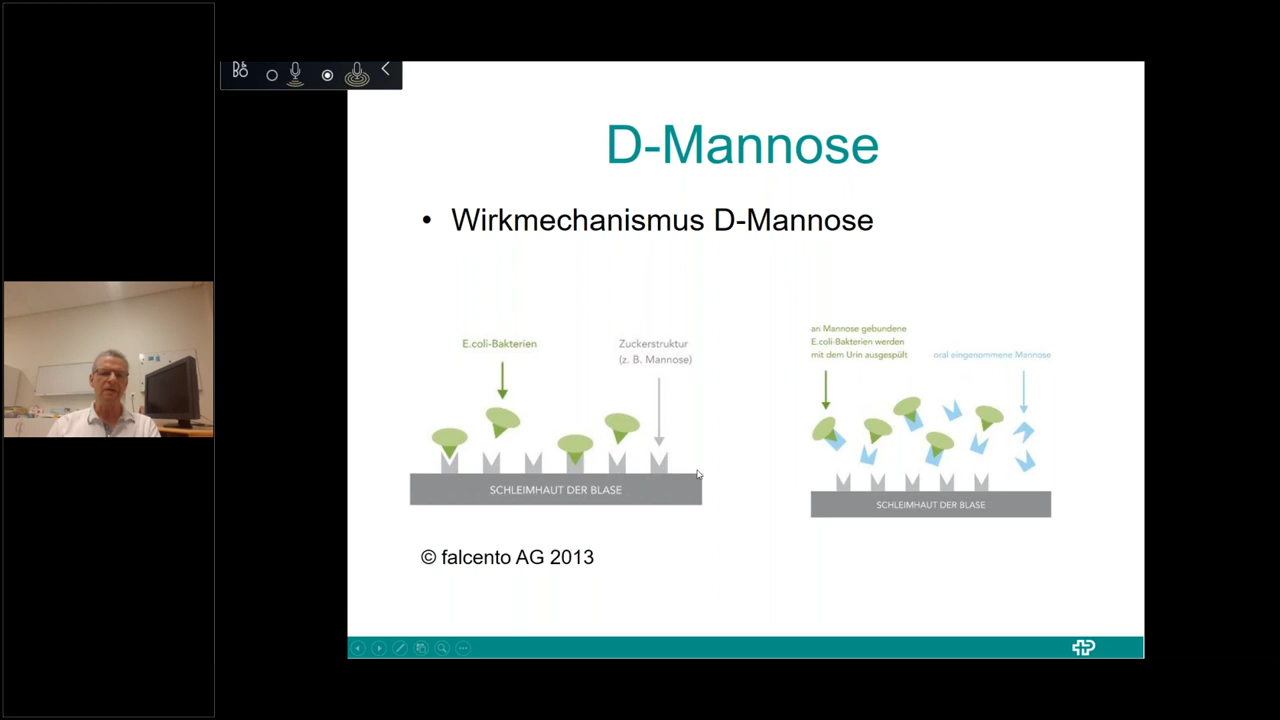 D-Mannose
• Wirkmechanismus D-Mannose
E.coli-Bakterien
Zuckerstruktur
(z. B. Mannose)
SCHLEIMHAUT DER BLASE
an Mannose gebundene
E.coli-Bakterien werden
mit dem Urin ausgespült
oral eingenommene Mannose
SCHLEIMHAUT DER BLASE
© falcento AG 2013